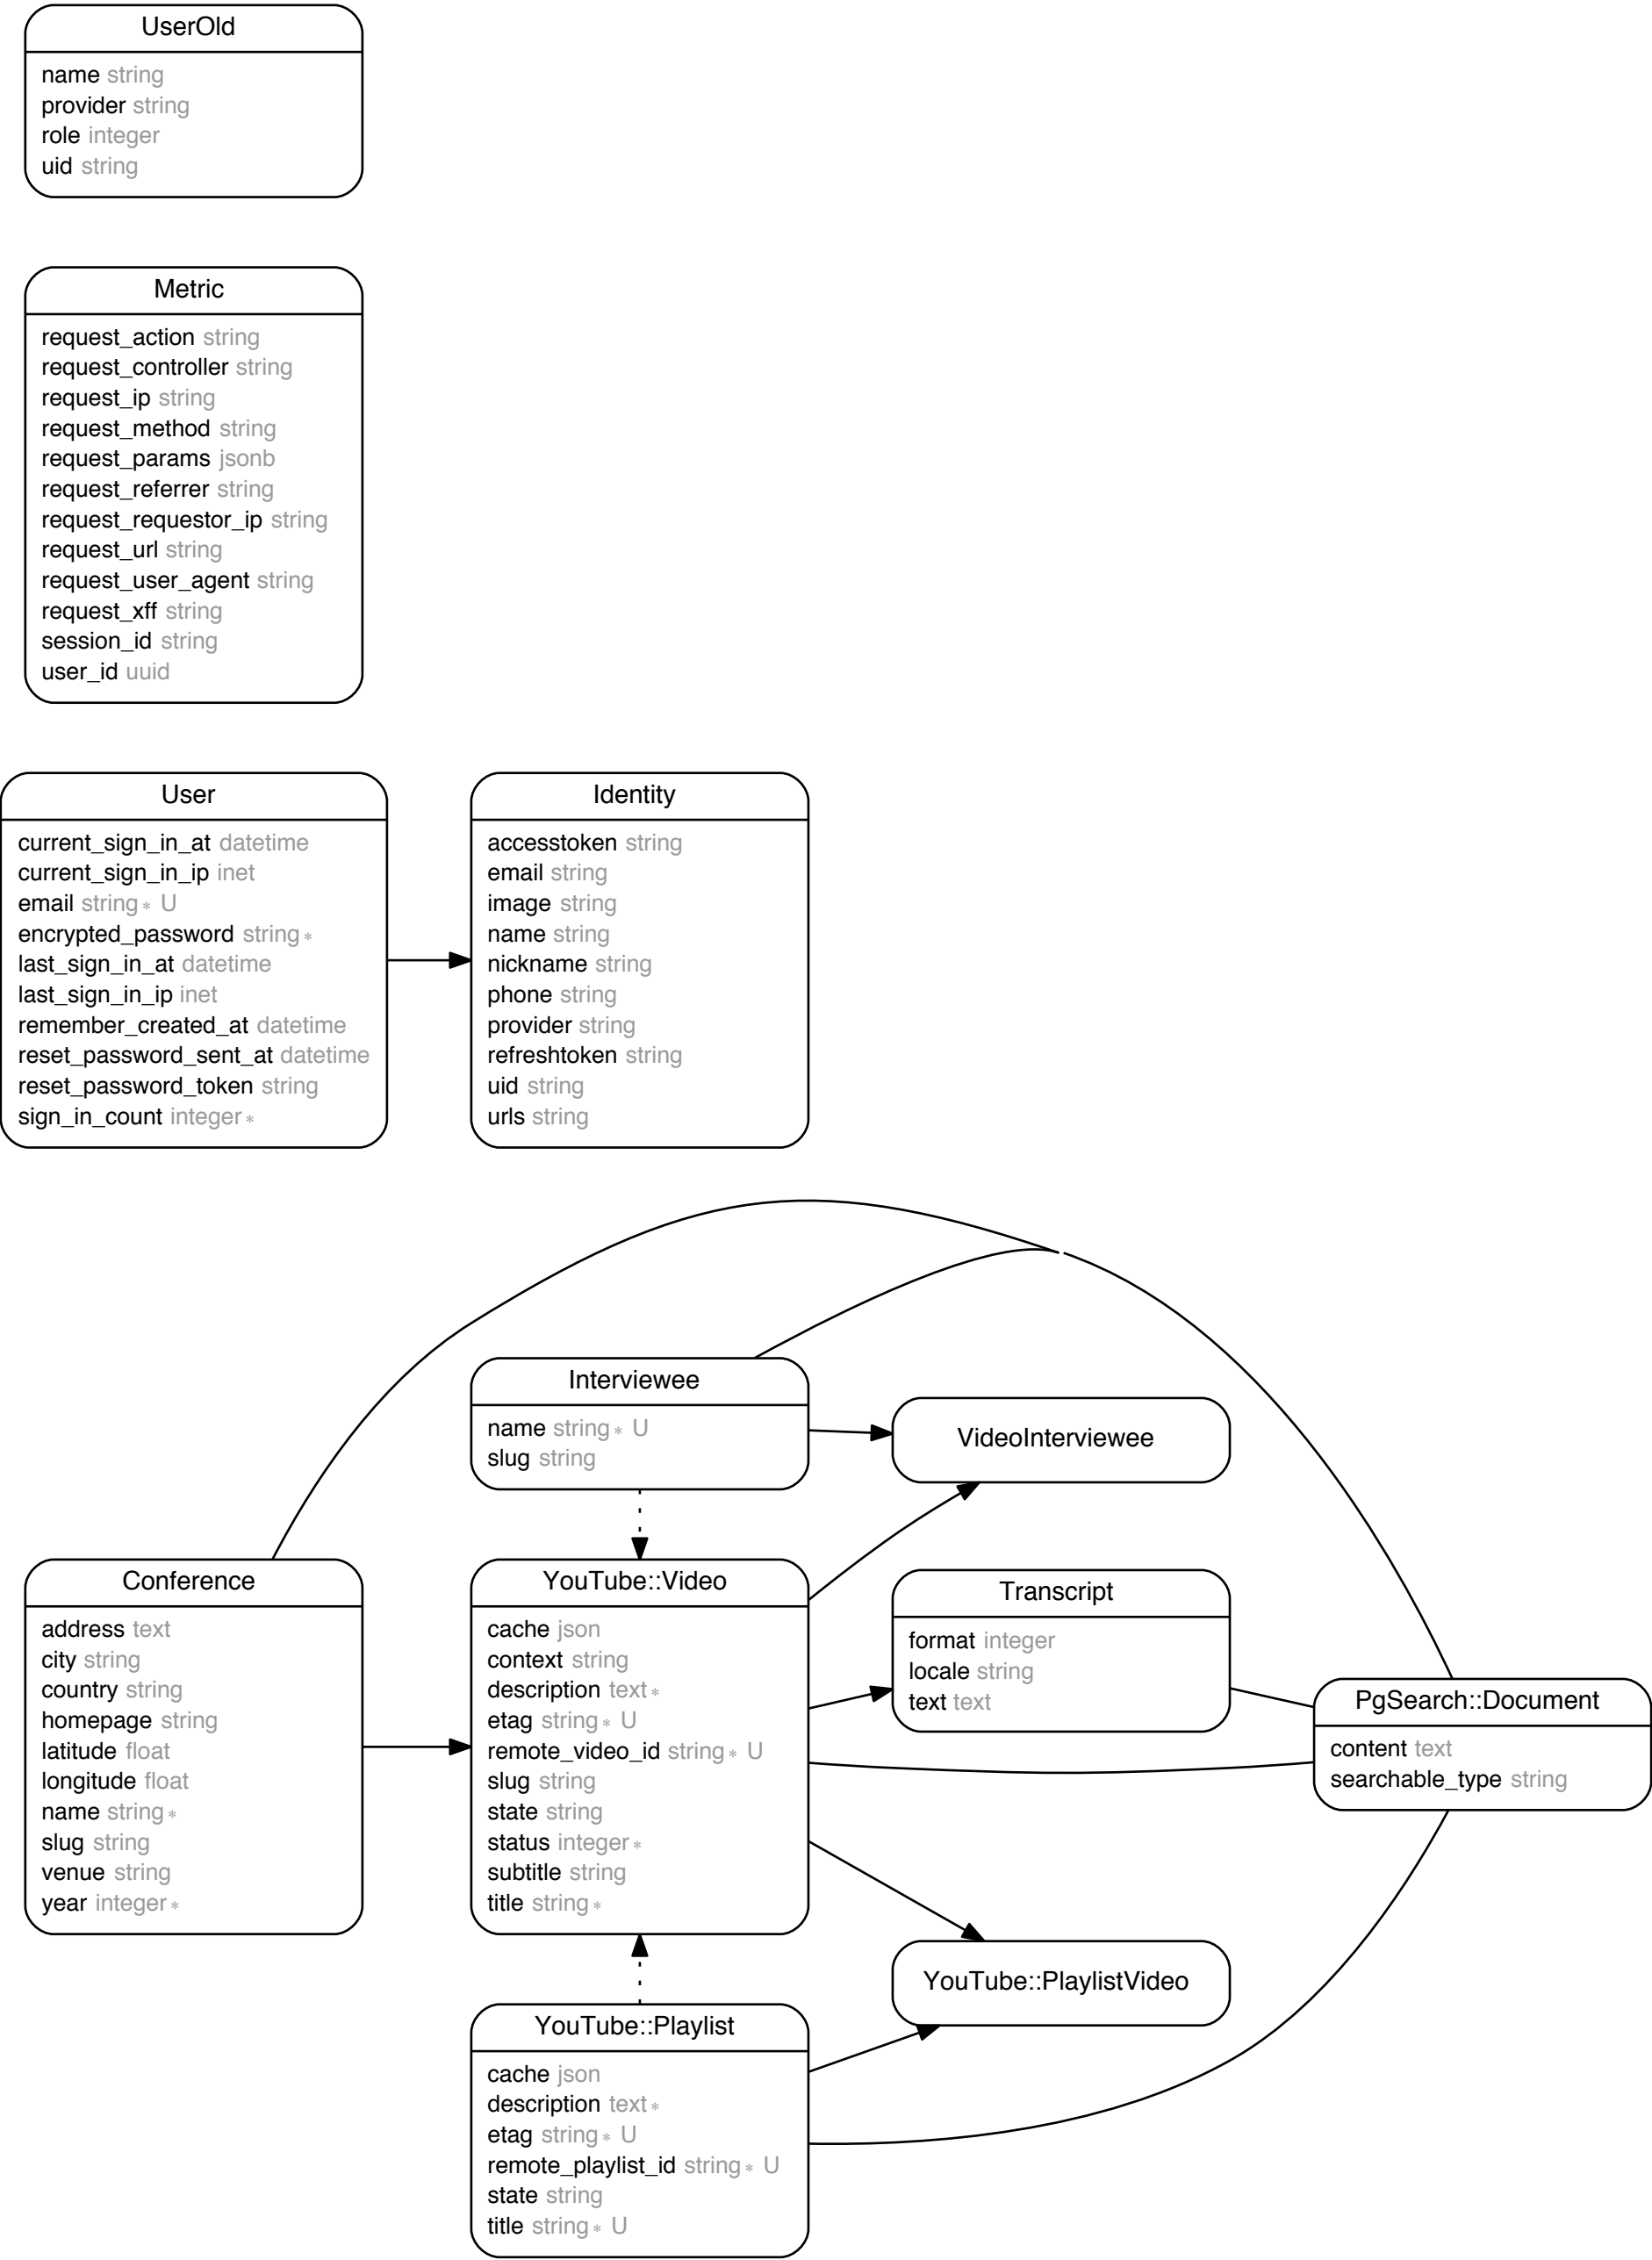 UserOld
name string
provider string
role integer
uid string
Metric
request_action string
request_controller string
request_ip string
request_method string
request_params jsonb
request_referrer string
request_requestor_ip string
request_url string
request_user_agent string
request_xff string
session_id string
user_id uuid
User
current_sign_in_at datetime
current_sign_in_ip inet
email string∗ U
encrypted_password string∗
last_sign_in_at datetime
last_sign_in_ip inet
remember_created_at datetime
reset_password_sent_at datetime
reset_password_token string
sign_in_count integer∗
Identity
accesstoken string
email string
image string
name string
nickname string
phone string
provider string
refreshtoken string
uid string
urls string
Interviewee
name string∗ U
slug string
VideoInterviewee
Conference
address text
city string
country string
homepage string
latitude float
longitude float
name string∗
slug string
venue string
year integer∗
YouTube::Video
cache json
context string
description text∗
etag string∗ U
remote_video_id string∗ U
slug string
state string
status integer∗
subtitle string
title string∗
Transcript
format integer
locale string
text text
PgSearch::Document
content text
searchable_type string
YouTube::PlaylistVideo
YouTube::Playlist
cache json
description text∗
etag string∗ U
remote_playlist_id string∗ U
state string
title string∗ U